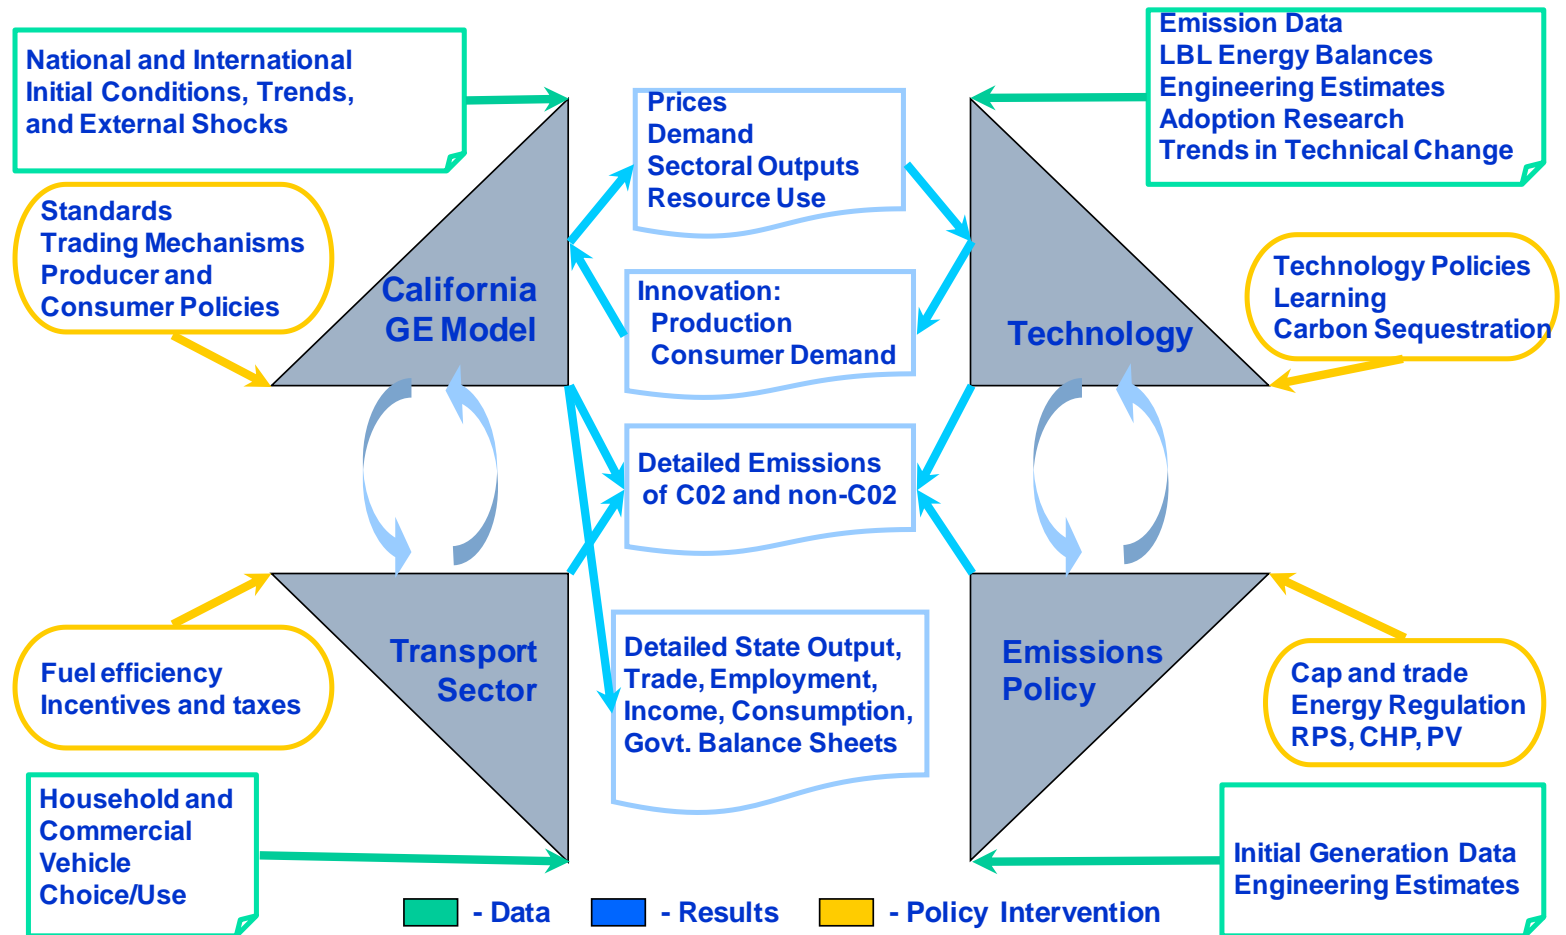 National and International
Initial Conditions, Trends,
and External Shocks
Prices
Demand
Sectoral Outputs
Resource Use
Emission Data
LBL Energy Balances
Engineering Estimates
Adoption Research
Trends in Technical Change
Standards
Trading Mechanisms
Producer and
Consumer Policies
California
GE Model
Innovation:
Production
Consumer Demand
Technology
Technology Policies
Learning
Carbon Sequestration
Detailed Emissions
of C02 and non-C02
Fuel efficiency
Incentives and taxes
Transport
Sector
Detailed State Output,
Trade, Employment,
Income, Consumption,
Govt. Balance Sheets
Emissions
Policy
Cap and trade
Energy Regulation
RPS, CHP, PV
Household and
Commercial
Vehicle
Choice/Use
Initial Generation Data
Engineering Estimates
- Data
- Results
- Policy Intervention